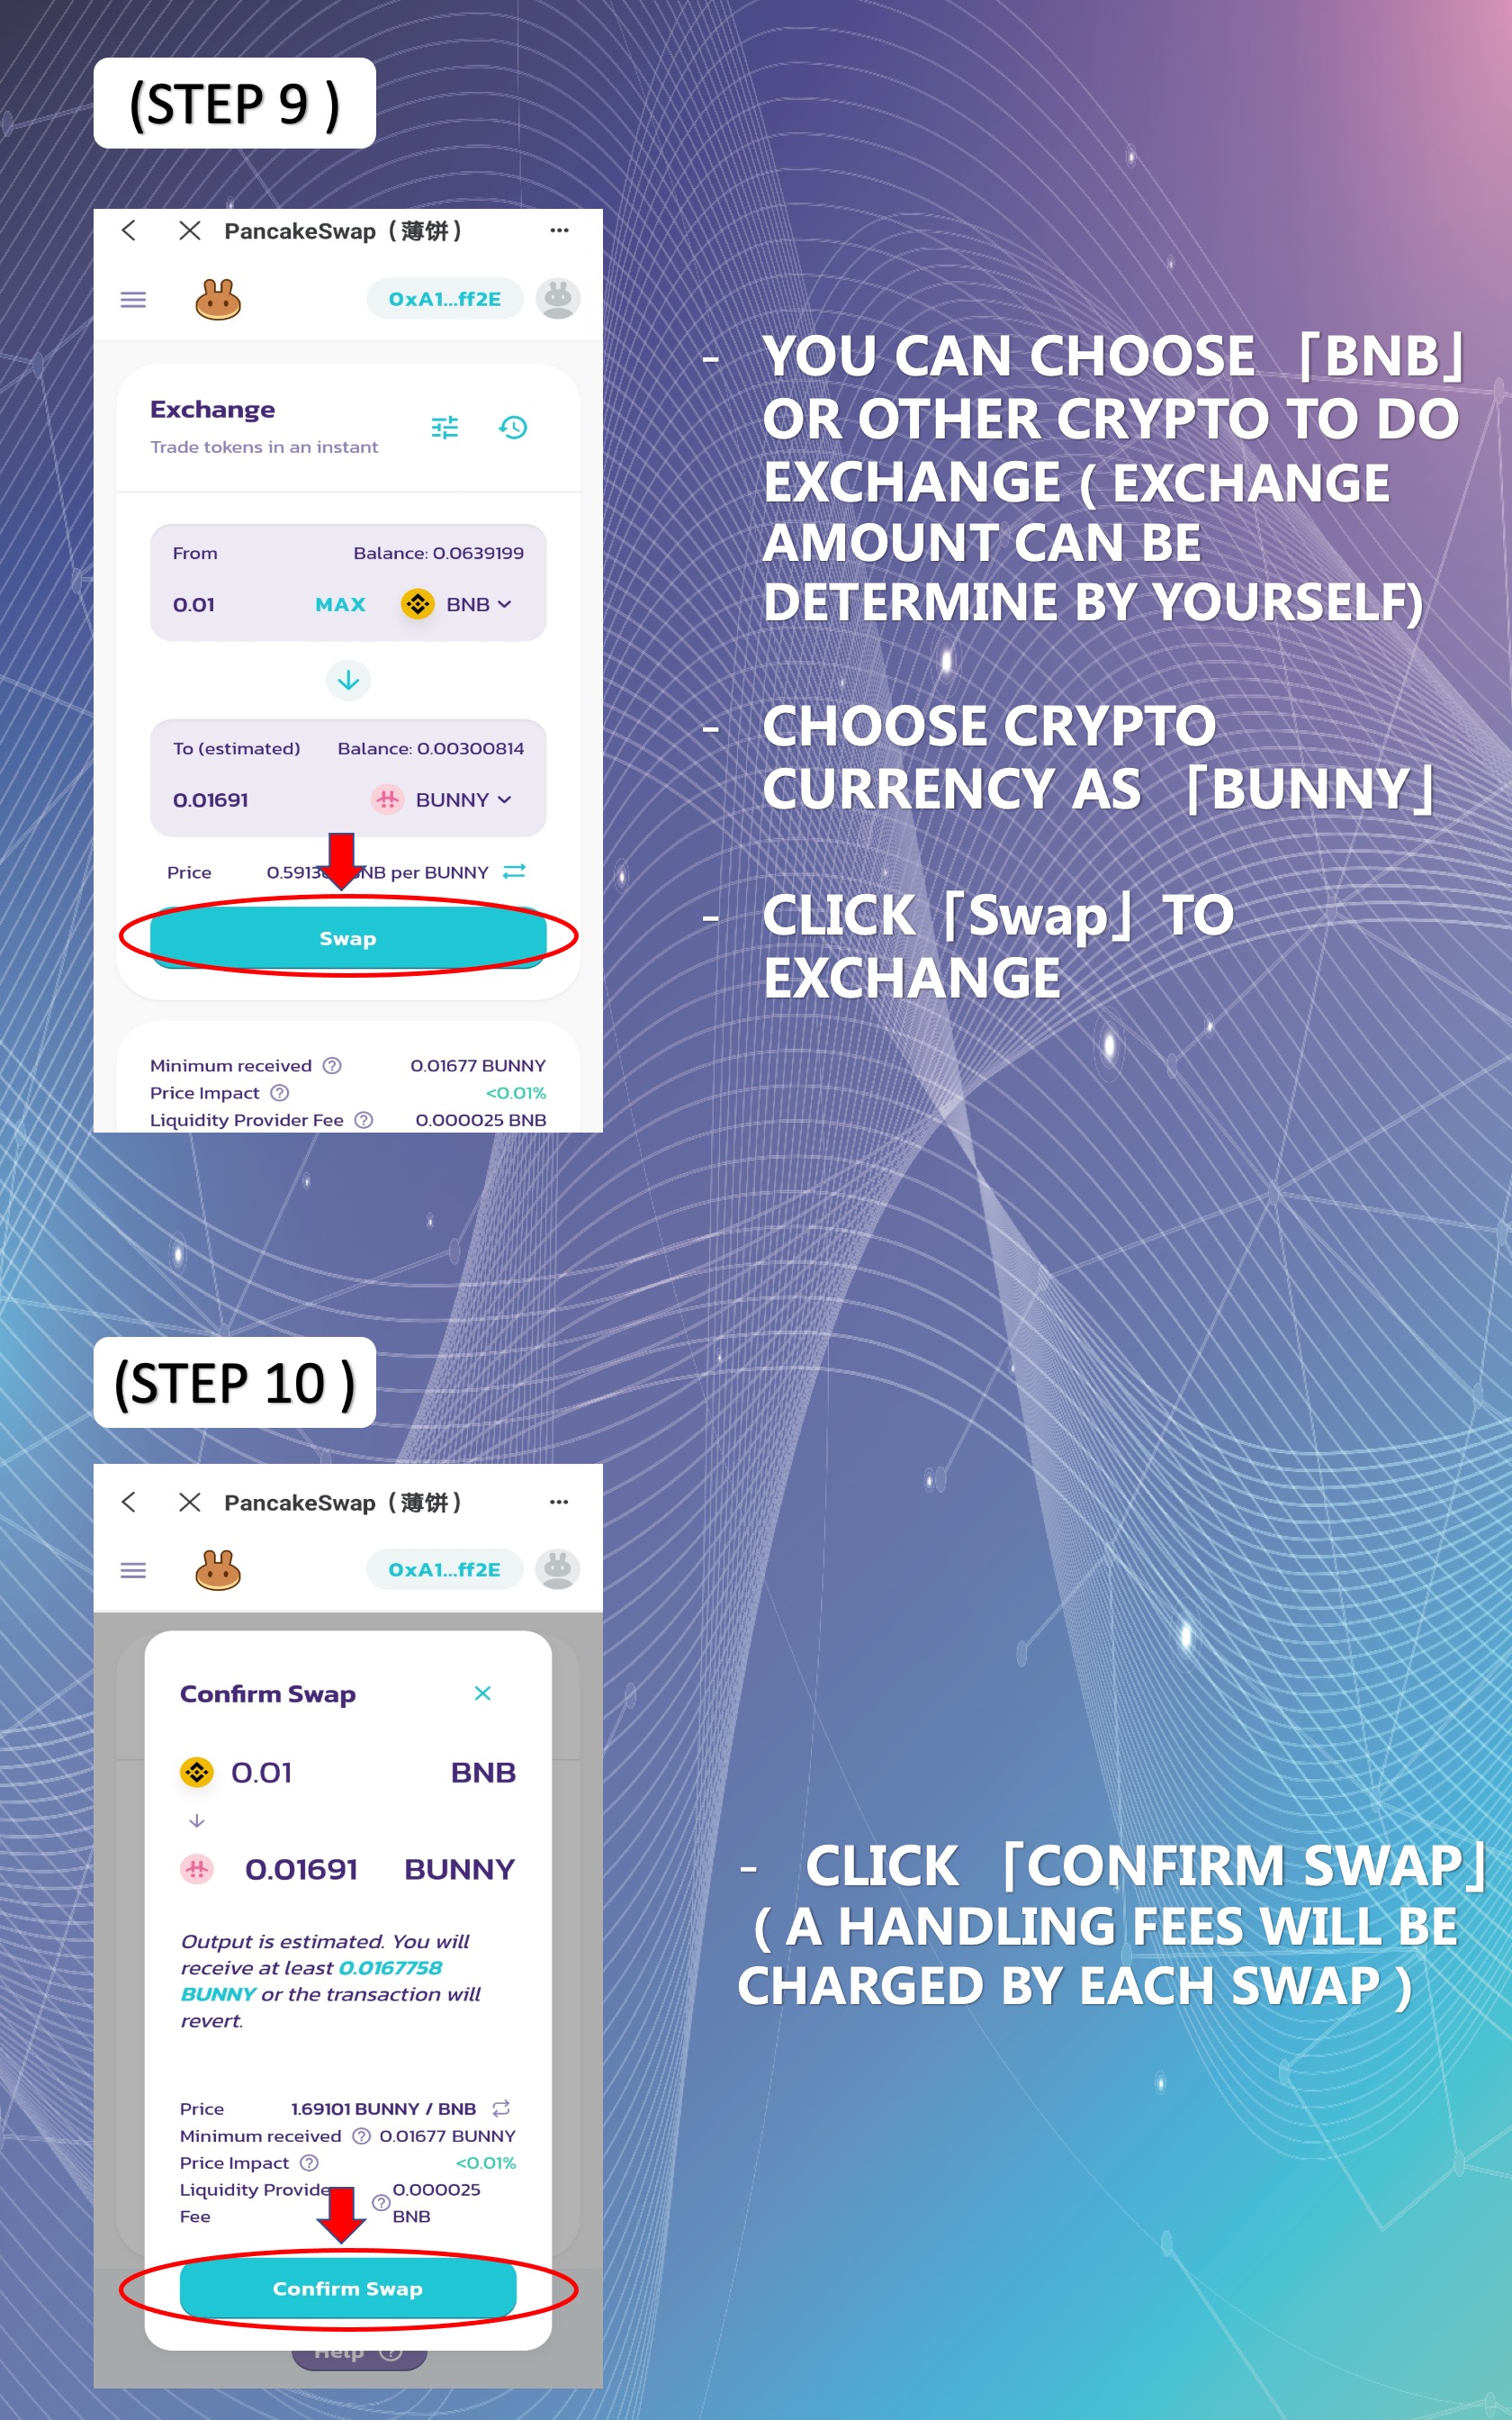 (STEP 9 )
PancakeSwap（薄饼）
0xA1...ff2E
Exchange
Trade tokens in an instant
From Balance: 0.0639199
0.01 MAX BNB
To (estimated) Balance: 0.00300814
0.01691 BUNNY
Price per BUNNY
Swap
Minimum received 0.01677 BUNNY
Price Impact <0.01%
Liquidity Provider Fee 0.000025 BNB
- YOU CAN CHOOSE 「BNB」
OR OTHER CRYPTO TO DO
EXCHANGE ( EXCHANGE
AMOUNT CAN BE
DETERMINE BY YOURSELF)
- CHOOSE CRYPTO
CURRENCY AS 「BUNNY」
- CLICK「Swap」TO
EXCHANGE
(STEP 10 )
PancakeSwap（薄饼）
0xA1...ff2E
Confirm Swap
0.01 BNB
0.01691 BUNNY
Output is estimated. You will
receive at least 0.0167758
BUNNY or the transaction will
revert.
Price 1.69101 BUNNY / BNB
Minimum received 0.01677 BUNNY
Price Impact <0.01%
Liquidity 0.000025
Fee BNB
Confirm Swap
Help
- CLICK 「CONFIRM SWAP」
( A HANDLING FEES WILL BE
CHARGED BY EACH SWAP )